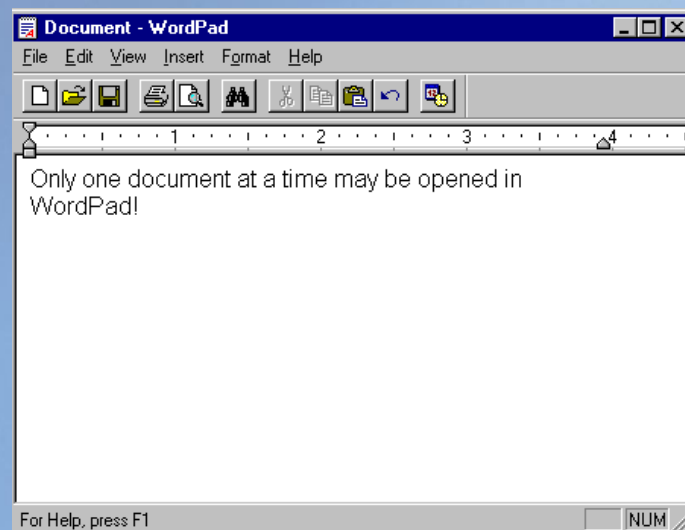 Document - WordPad
File Edit View Insert Format Help
1 2 3 4
Only one document at a time may be opened in
WordPad!
For Help, press F1 NUM